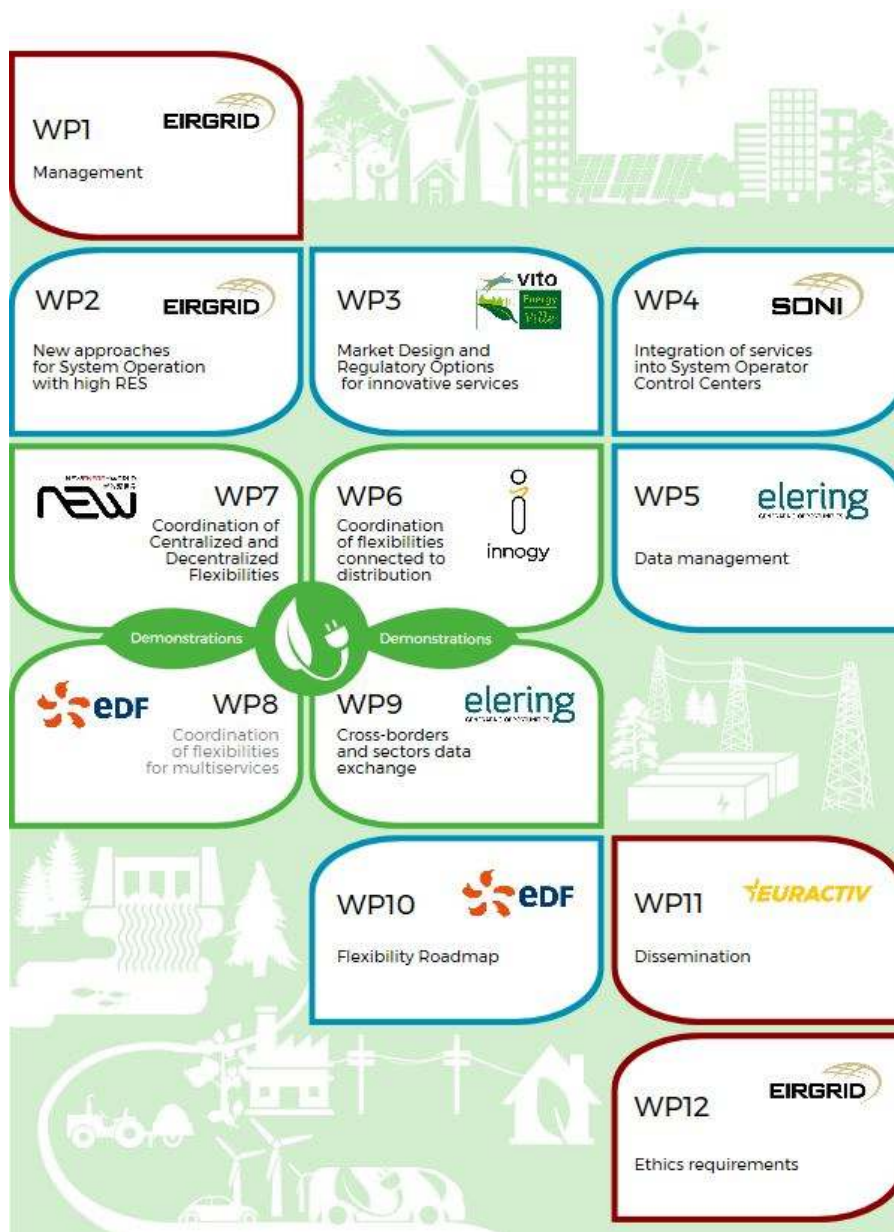 WP1
EIRGRID
Management
WP2
EIRGRID
New approaches
for System Operation
with high RES
WP3
vito
Energy
Ville
Market Design and
Regulatory Options
for innovative services
WP4
SONI
Integration of services
into System Operator
Control Centers
new
WP7
Coordination of
Centralized and
Decentralized
Flexibilities
WP6
innogy
Coordination
of flexibilities
connected to
distribution
WP5
elering
Data management
Demonstrations
Demonstrations
eDF
WP8
Coordination
of flexibilities
for multiservices
WP9
elering
Cross-borders
and sectors data
exchange
WP10
eDF
Flexibility Roadmap
WP11
EURACTIV
Dissemination
WP12
EIRGRID
Ethics requirements